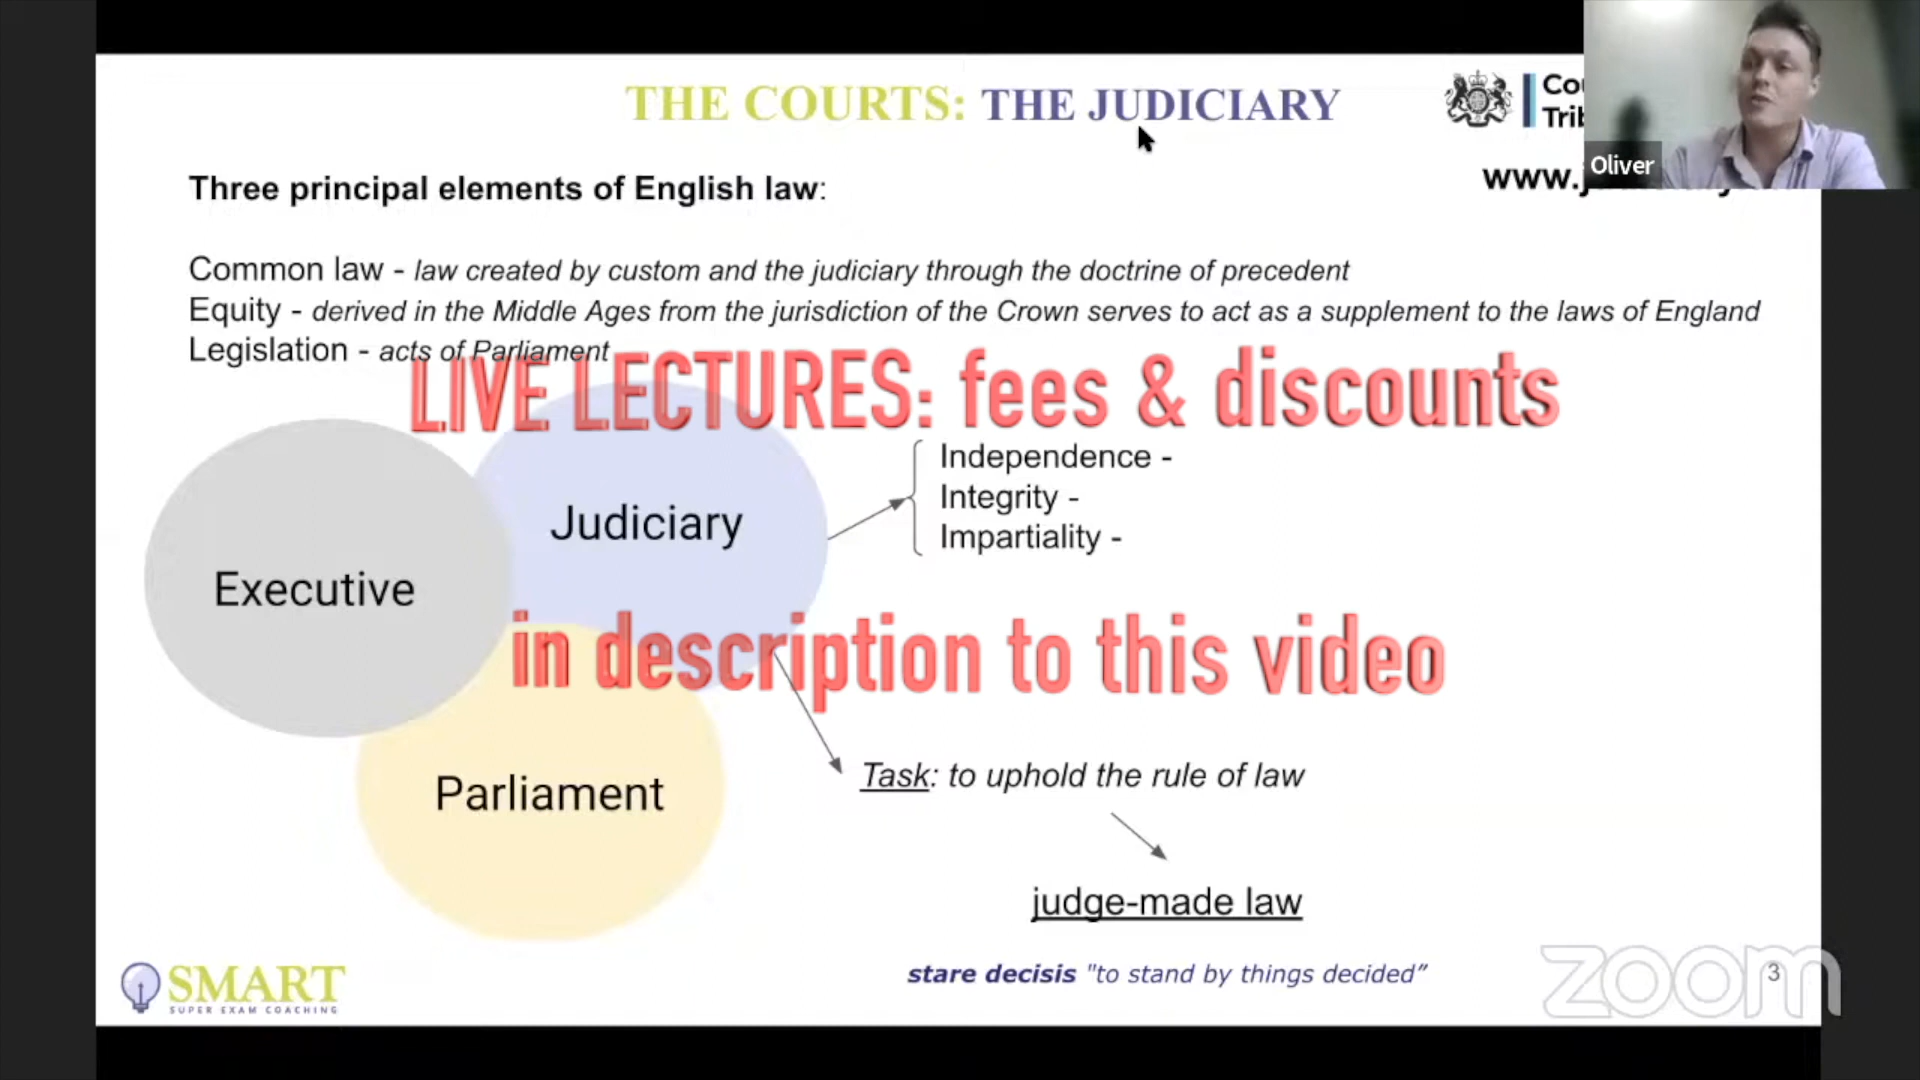 THE COURTS: THE JUDICIARY
Oliver
Three principal elements of English law:
Common law - law created by custom and the judiciary through the doctrine of precedent
Equity - derived in the Middle Ages from the jurisdiction of the Crown serves to act as a supplement to the laws of England
Legislation - acts of Parliament
LIVE LECTURES: fees & discounts
Independence -
Integrity -
Impartiality -
Judiciary
Executive
in description to this video
Task: to uphold the rule of law
Parliament
judge-made law
stare decisis "to stand by things decided”
SMART
SUPER EXAM COACHING
zoom
3